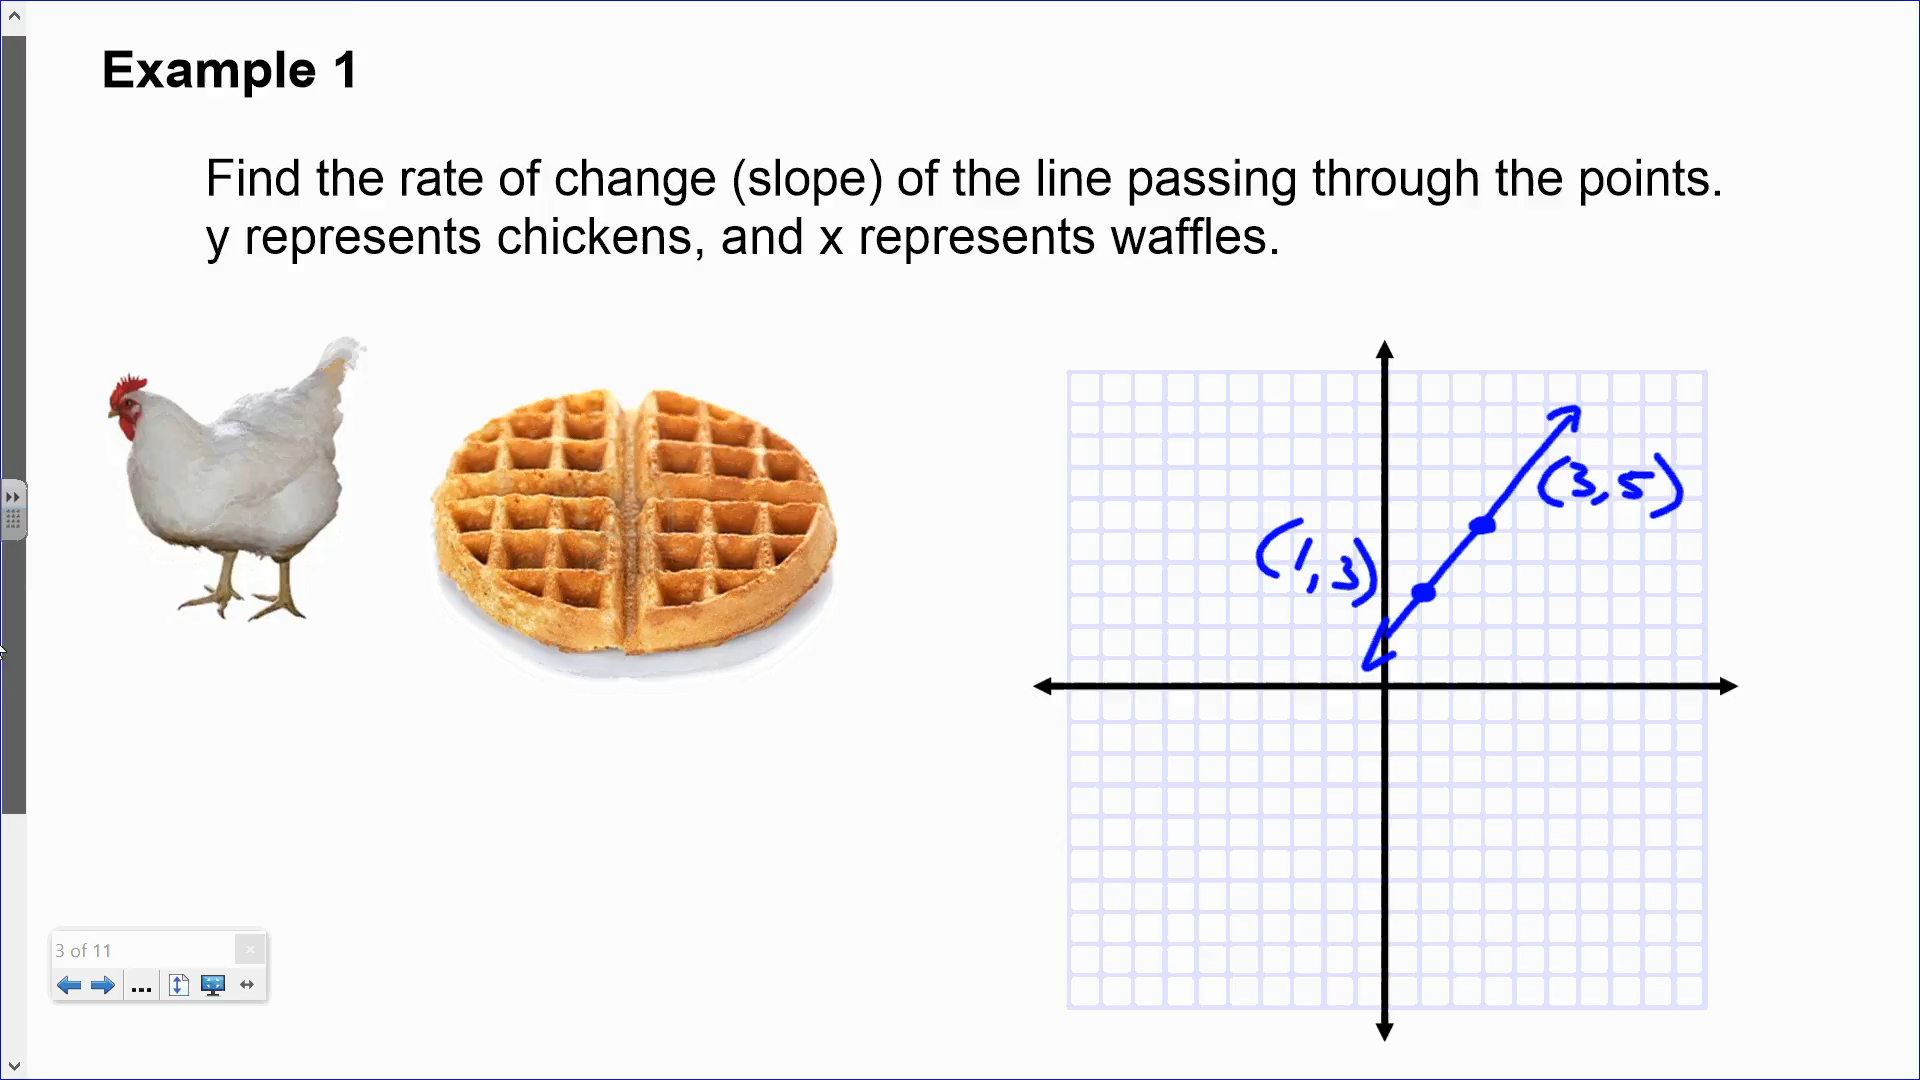 Example 1
Find the rate of change (slope) of the line passing through the points.
y represents chickens, and x represents waffles.
(3,5)
(1,3)
3 of 11
...